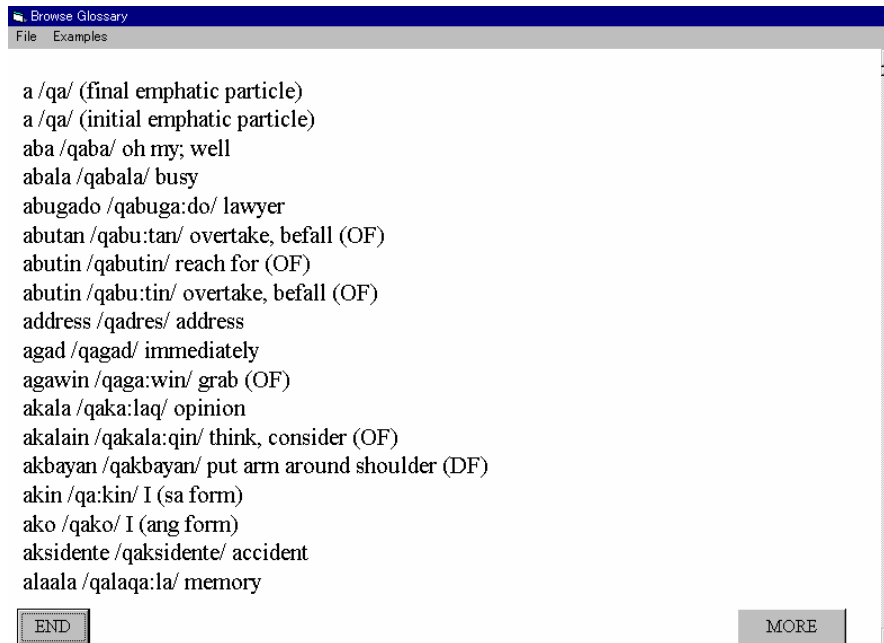 Browse Glossary
File Examples
a /qa/ (final emphatic particle)
a /qa/ (initial emphatic particle)
aba /qaba/ oh my; well
abala /qabala/ busy
abugado /qabuga:do/ lawyer
abutan /qabu:tan/ overtake, befall (OF)
abutin /qabutin/ reach for (OF)
abutin /qabu:tin/ overtake, befall (OF)
address /qadres/ address
agad /qagad/ immediately
agawin /qaga:win/ grab (OF)
akala /qaka:laq/ opinion
akalain /qakala:qin/ think, consider (OF)
akbayan /qakbayan/ put arm around shoulder (DF)
akin /qa:kin/ I (sa form)
ako /qako/ I (ang form)
aksidente /qaksidente/ accident
alaala /qalaqa:la/ memory
END MORE